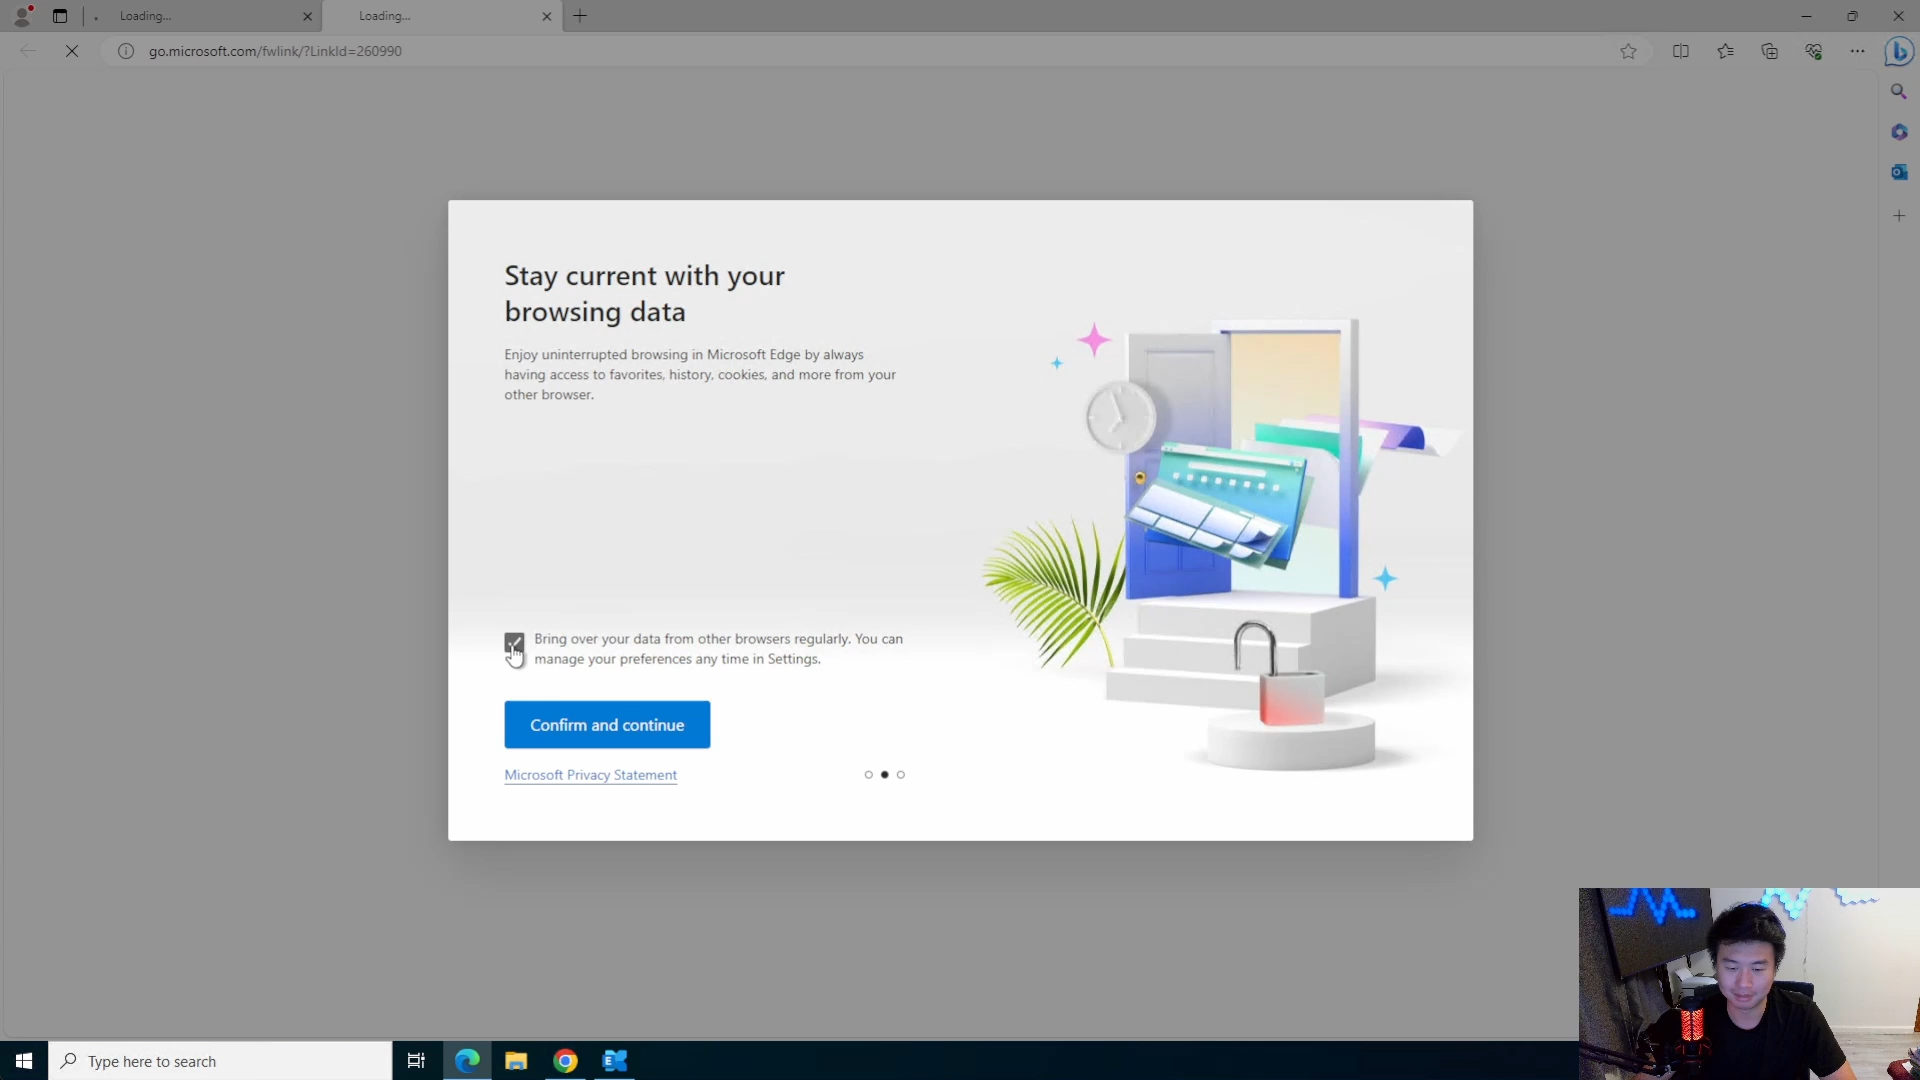 Loading...
Loading...
go.microsoft.com/fwlink/?LinkId=260990
Stay current with your
browsing data
Enjoy uninterrupted browsing in Microsoft Edge by always
having access to favorites, history, cookies, and more from your
other browser.
Bring over your data from other browsers regularly. You can
manage your preferences any time in Settings.
Confirm and continue
Microsoft Privacy Statement
Type here to search